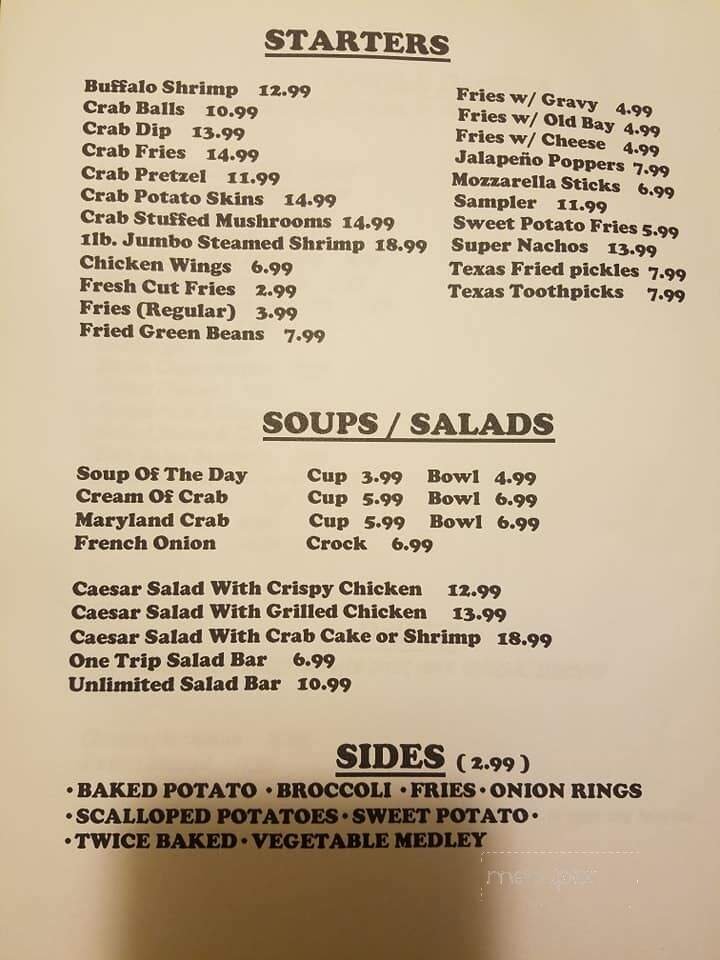 STARTERS
Buffalo Shrimp 12.99
Crab Balls 10.99
Crab Dip 13.99
Crab Fries 14.99
Crab Pretzel 11.99
Crab Potato Skins 14.99
Crab Stuffed Mushrooms 14.99
1lb. Jumbo Steamed Shrimp 18.99
Chicken Wings 6.99
Fresh Cut Fries 2.99
Fries (Regular) 3.99
Fried Green Beans 7.99
Fries w/ Gravy 4.99
Fries w/ Old Bay 4.99
Fries w/ Cheese 4.99
Jalapeño Poppers 7.99
Mozzarella Sticks 6.99
Sampler 11.99
Sweet Potato Fries 5.99
Super Nachos 13.99
Texas Fried pickles 7.99
Texas Toothpicks 7.99
SOUPS / SALADS
Soup Of The Day Cup 3.99 Bowl 4.99
Cream Of Crab Cup 5.99 Bowl 6.99
Maryland Crab Cup 5.99 Bowl 6.99
French Onion Crock 6.99
Caesar Salad With Crispy Chicken 12.99
Caesar Salad With Grilled Chicken 13.99
Caesar Salad With Crab Cake or Shrimp 18.99
One Trip Salad Bar 6.99
Unlimited Salad Bar 10.99
SIDES ( 2.99 )
• BAKED POTATO • BROCCOLI • FRIES • ONION RINGS
• SCALLOPED POTATOES • SWEET POTATO •
• TWICE BAKED • VEGETABLE MEDLEY